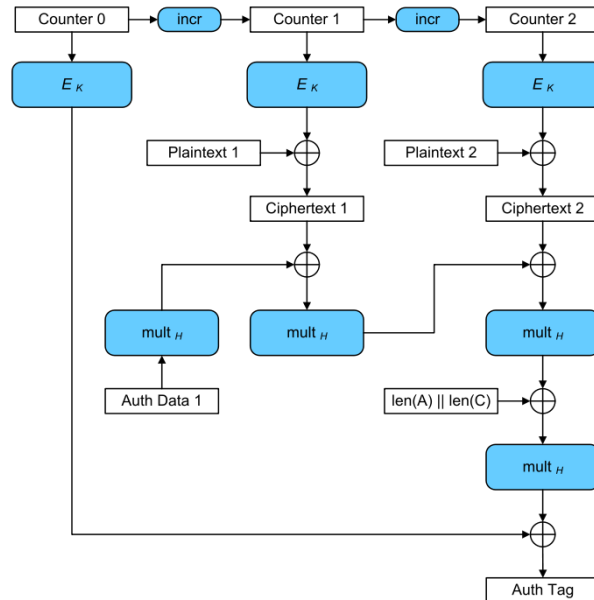 Counter 0
incr
Counter 1
incr
Counter 2
E K
E K
E K
Plaintext 1
Plaintext 2
Ciphertext 1
Ciphertext 2
mult H
mult H
mult H
Auth Data 1
len(A) || len(C)
mult H
Auth Tag